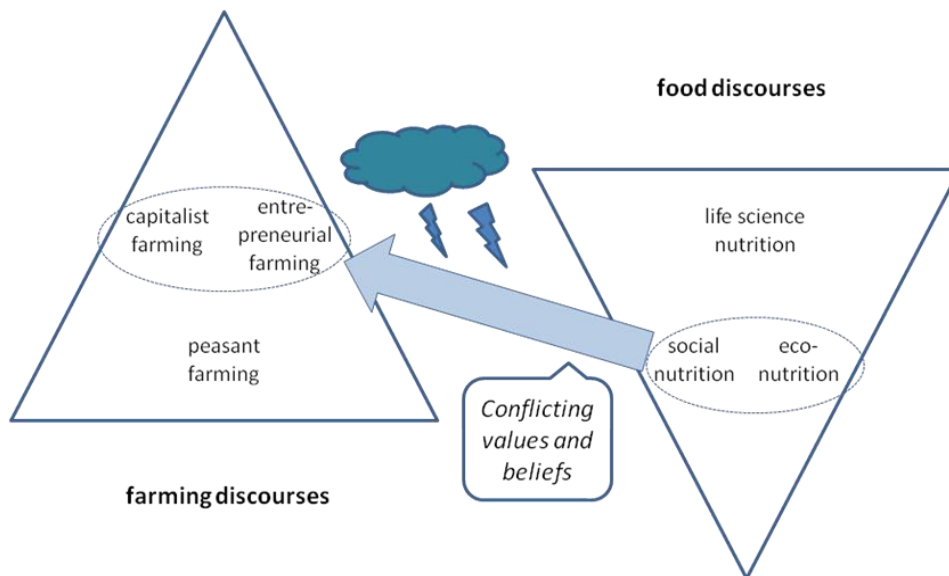 food discourses
capitalist
farming
entre-
preneurial
farming
life science
nutrition
peasant
farming
social
nutrition
eco-
nutrition
Conflicting
values and
beliefs
farming discourses